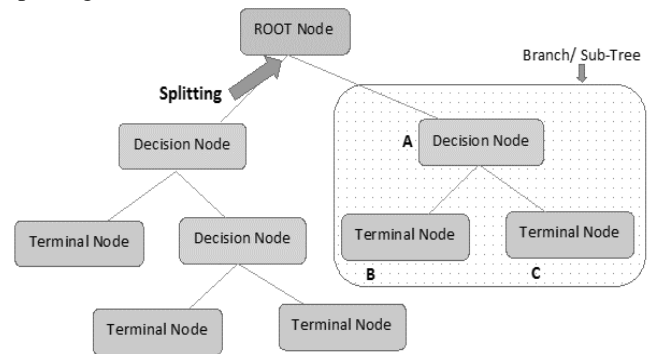 ROOT Node
Branch/ Sub-Tree
Splitting
Decision Node
A Decision Node
Terminal Node
Decision Node
Terminal Node
Terminal Node
B
C
Terminal Node
Terminal Node